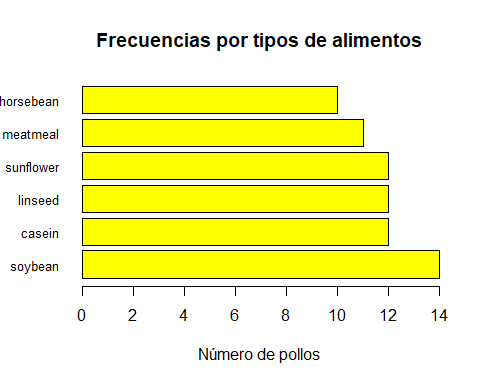 Frecuencias por tipos de alimentos
horsebean
meatmeal
sunflower
linseed
casein
soybean
0 2 4 6 8 10 12 14
Número de pollos